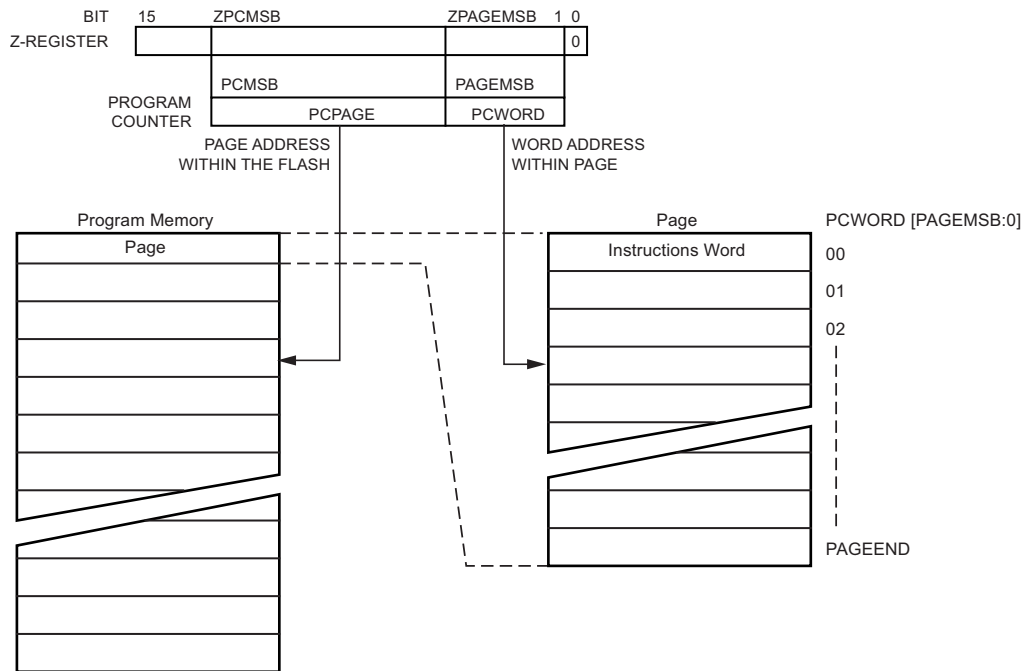 BIT 15 ZPCMSB ZPAGEMSB 1 0
Z-REGISTER 0
PCMSB PAGEMSB
PROGRAM
COUNTER
PCPAGE PCWORD
PAGE ADDRESS
WITHIN THE FLASH
WORD ADDRESS
WITHIN PAGE
Program Memory
Page
Page
Instructions Word
PCWORD [PAGEMSB:0]
00
01
02
PAGEEND